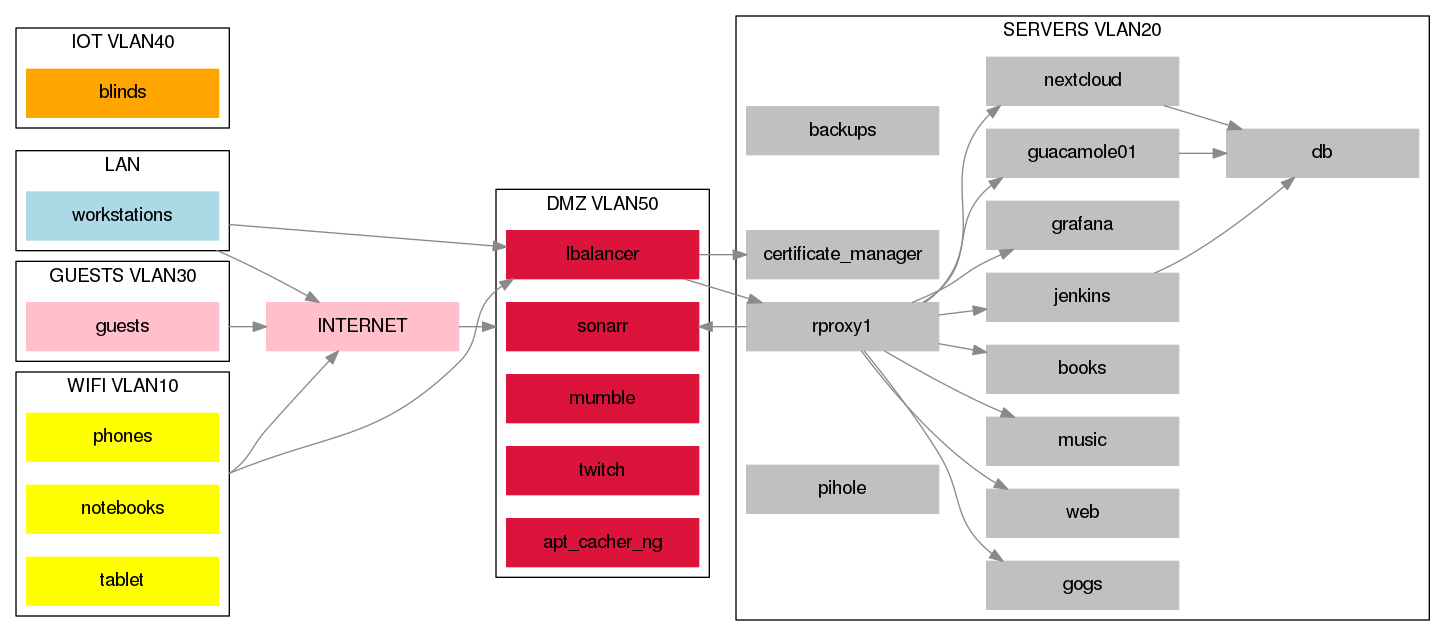 IOT VLAN40
blinds
LAN
workstations
GUESTS VLAN30
guests
WIFI VLAN10
phones
notebooks
tablet
INTERNET
DMZ VLAN50
lbalancer
sonarr
mumble
twitch
apt_cacher_ng
SERVERS VLAN20
backups
certificate_manager
rproxy1
pihole
nextcloud
guacamole01
grafana
jenkins
books
music
web
gogs
db